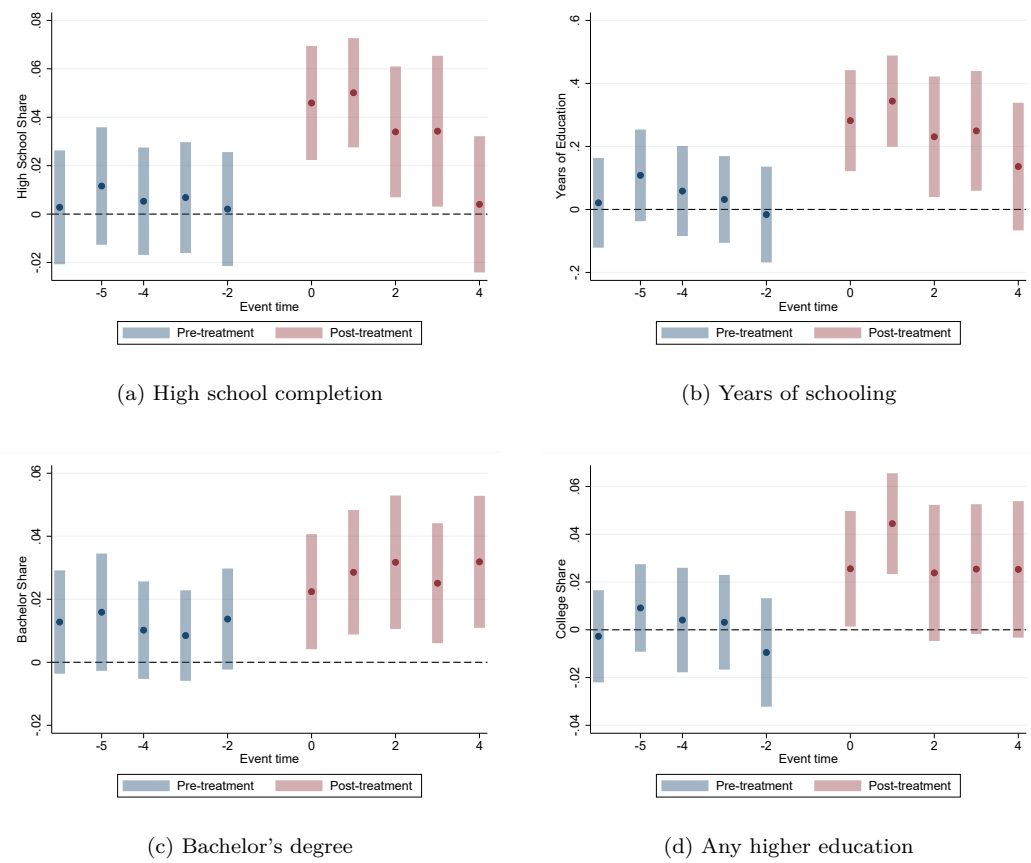 .08
.06
.04
.02
0
-.02
High School Share
-5 -4 -2 0 2 4
Event time
Pre-treatment Post-treatment
(a) High school completion
.6
.4
.2
0
-.2
Years of Education
-5 -4 -2 0 2 4
Event time
Pre-treatment Post-treatment
(b) Years of schooling
.06
.04
.02
0
-.02
Bachelor Share
-5 -4 -2 0 2 4
Event time
Pre-treatment Post-treatment
(c) Bachelor's degree
.06
.04
.02
0
-.02
-.04
College Share
-5 -4 -2 0 2 4
Event time
Pre-treatment Post-treatment
(d) Any higher education